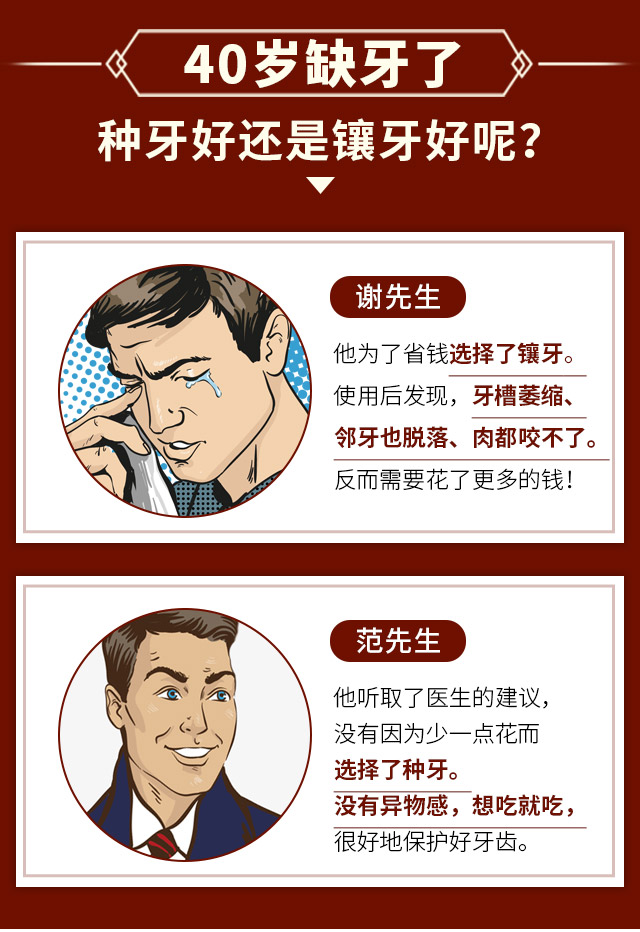 40岁缺牙了
种牙好还是镶牙好呢？
谢先生
他为了省钱选择了镶牙。
使用后发现，牙槽萎缩、
邻牙也脱落、肉都咬不了。
反而需要花了更多的钱！
范先生
他听取了医生的建议，
没有因为少一点花而
选择了种牙。
没有异物感，想吃就吃，
很好地保护好牙齿。